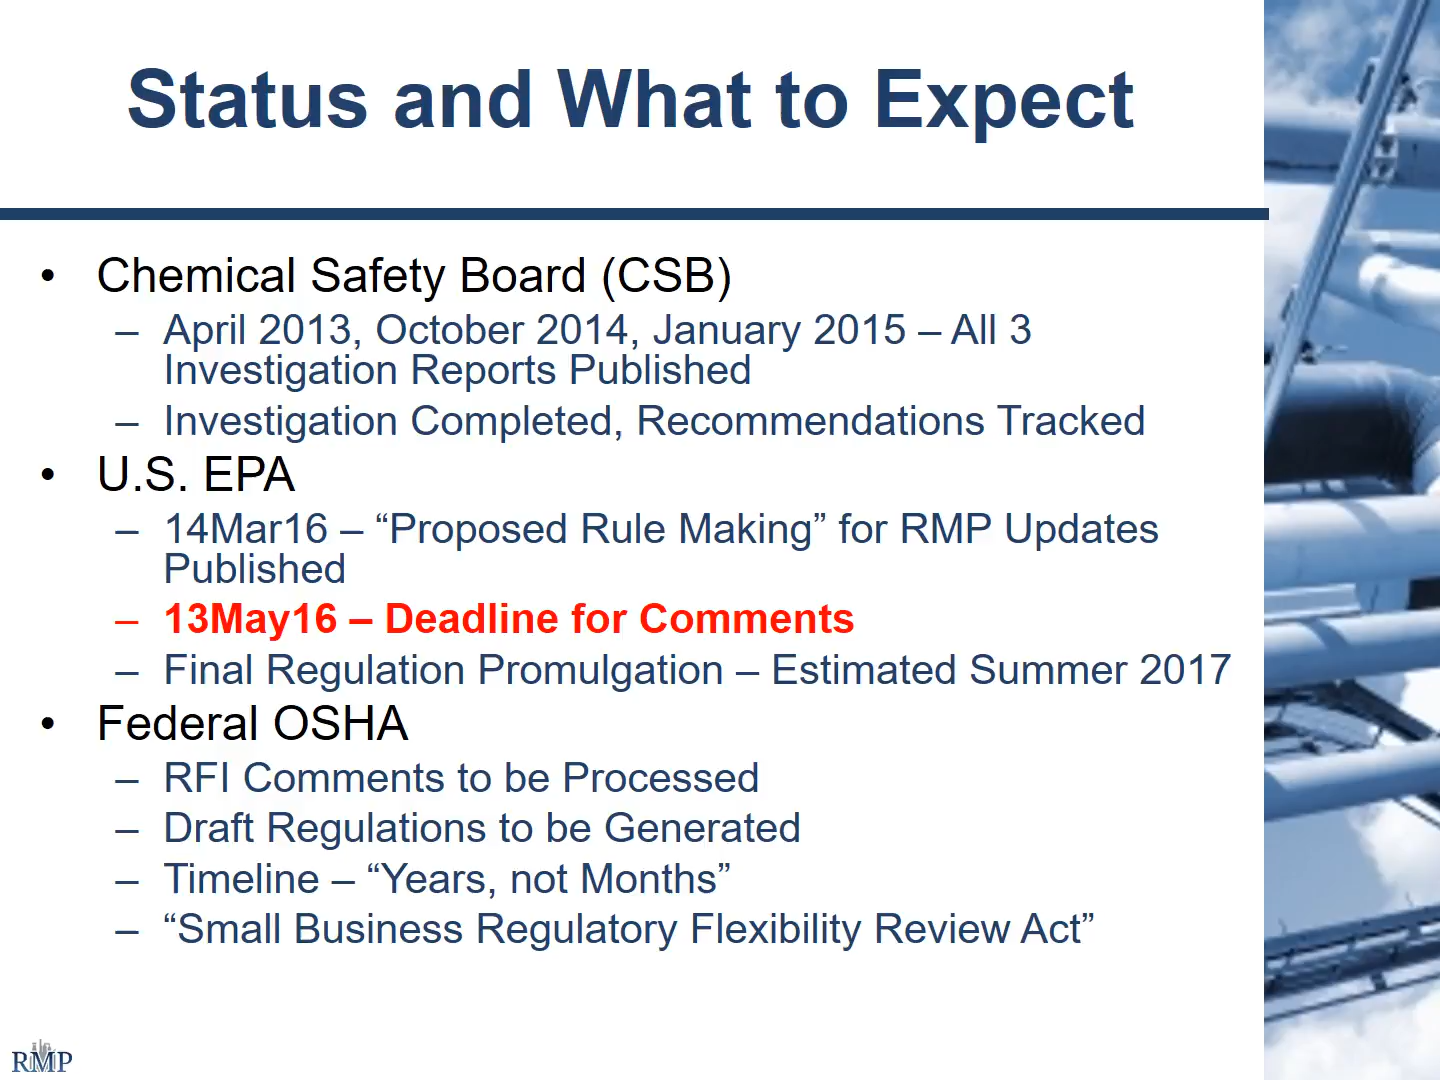 Status and What to Expect
• Chemical Safety Board (CSB)
– April 2013, October 2014, January 2015 – All 3
Investigation Reports Published
– Investigation Completed, Recommendations Tracked
• U.S. EPA
– 14Mar16 – “Proposed Rule Making” for RMP Updates
Published
– 13May16 – Deadline for Comments
– Final Regulation Promulgation – Estimated Summer 2017
• Federal OSHA
– RFI Comments to be Processed
– Draft Regulations to be Generated
– Timeline – “Years, not Months”
– “Small Business Regulatory Flexibility Review Act”
RMP